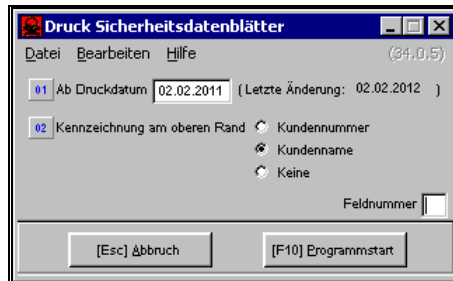 Druck Sicherheitsdatenblätter
Datei Bearbeiten Hilfe (34.0.5)
01 Ab Druckdatum 02.02.2011 (Letzte Änderung: 02.02.2012 )
02 Kennzeichnung am oberen Rand Kundennummer
Kundenname
Keine
Feldnummer
[Esc] Abbruch [F10] Programmstart